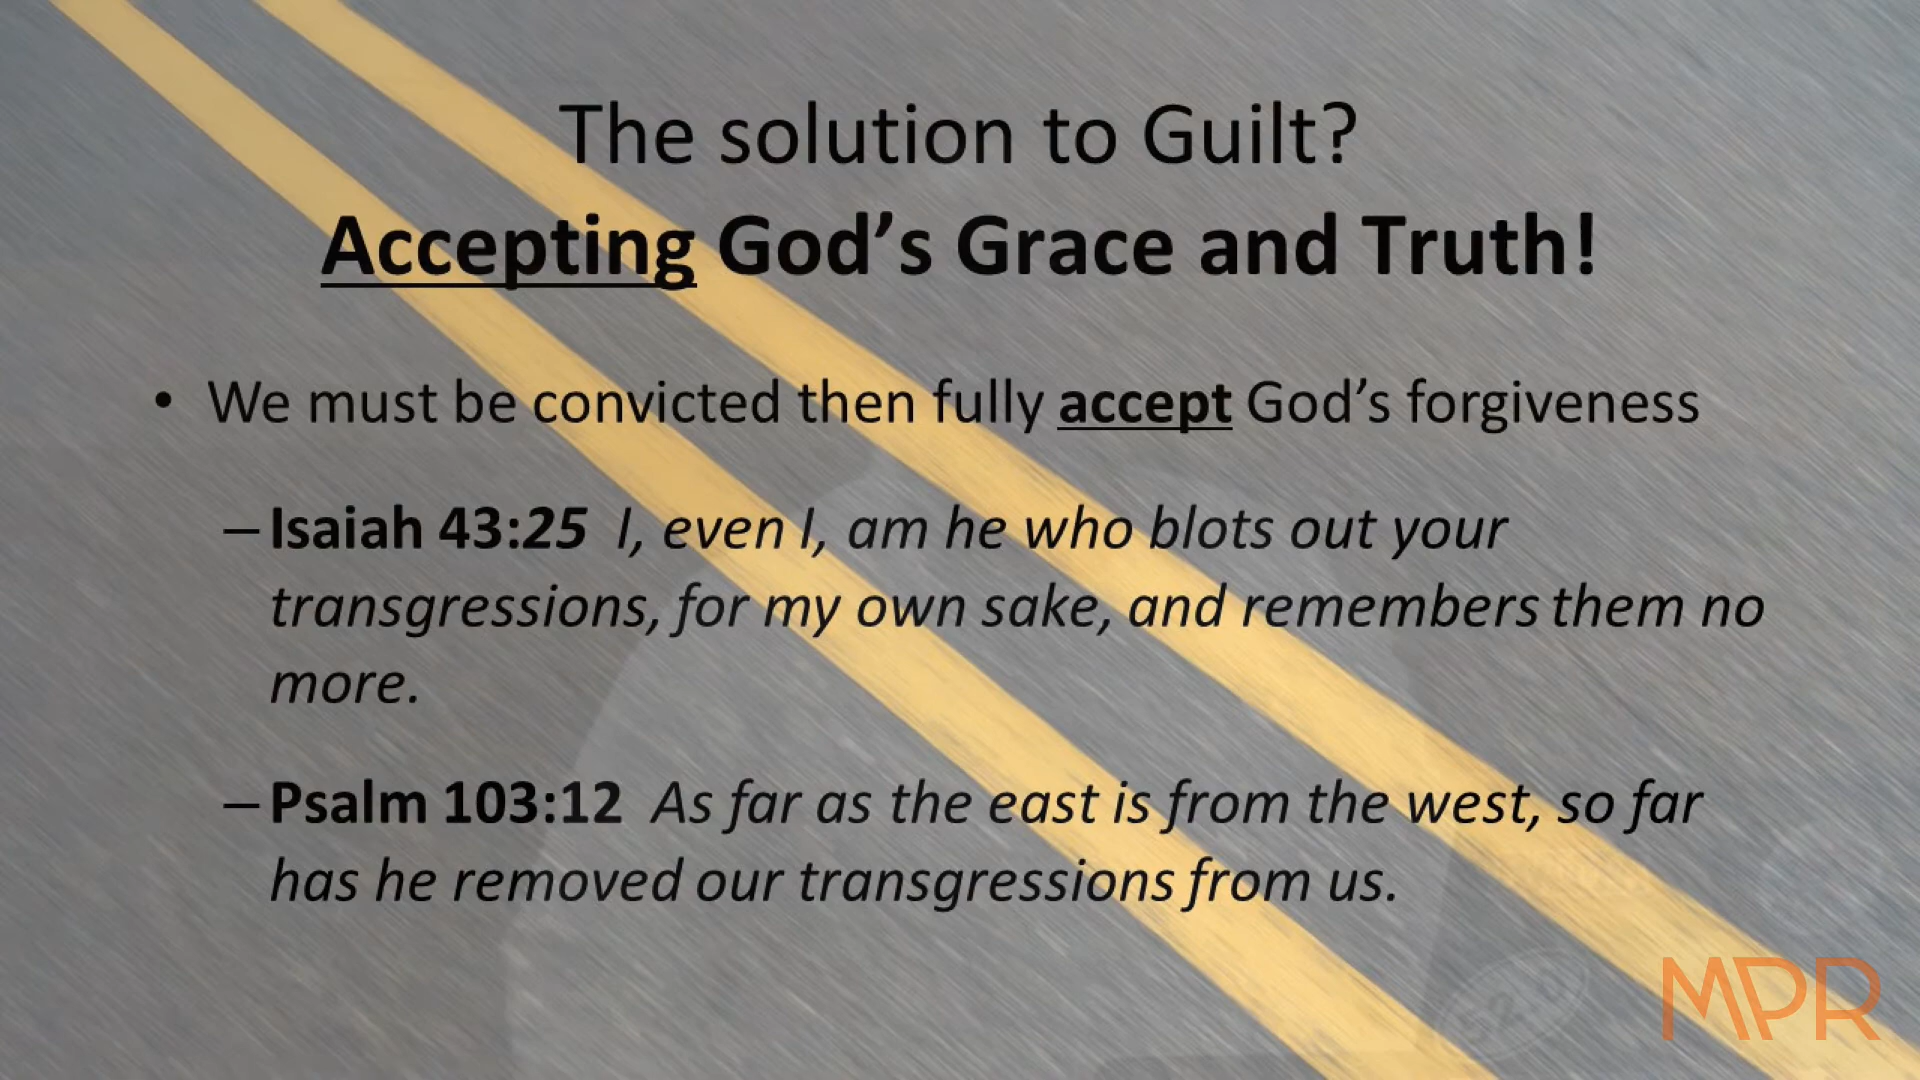 The solution to Guilt?
Accepting God's Grace and Truth!
• We must be convicted then fully accept God's forgiveness
– Isaiah 43:25 I, even I, am he who blots out your
transgressions, for my own sake, and remembers them no
more.
– Psalm 103:12 As far as the east is from the west, so far
has he removed our transgressions from us.
MPR